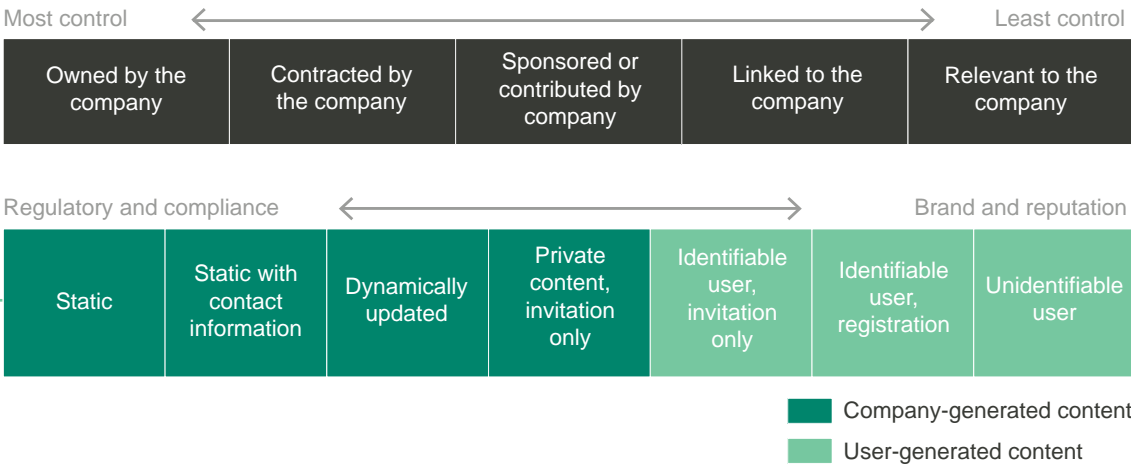 Most control
Least control
Owned by the
company
Contracted by
the company
Sponsored or
contributed by
company
Linked to the
company
Relevant to the
company
Regulatory and compliance
Brand and reputation
Static
Static with
contact
information
Dynamically
updated
Private
content,
invitation
only
Identifiable
user,
invitation
only
Identifiable
user,
registration
Unidentifiable
user
Company-generated content
User-generated content